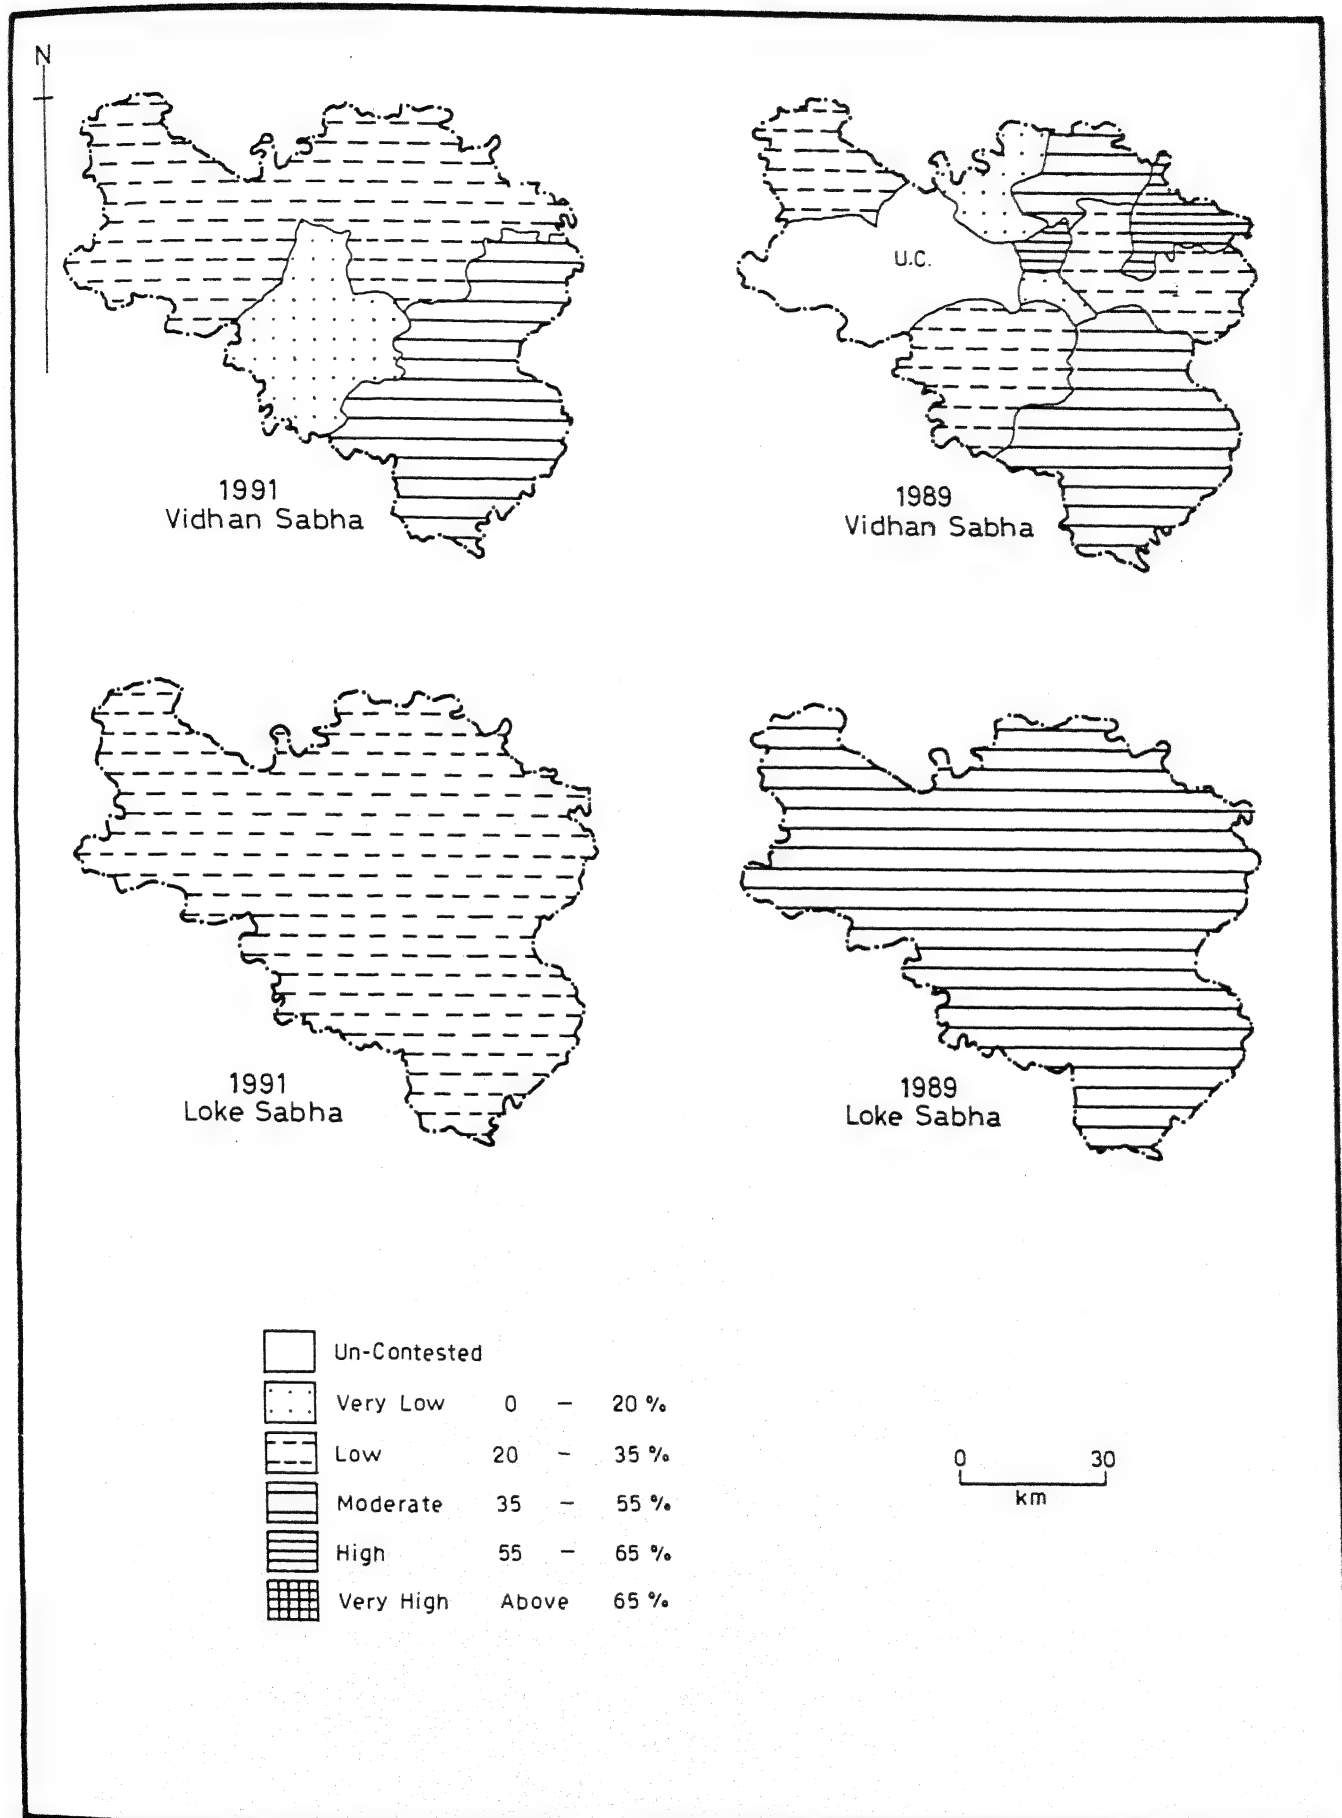 N
U.C.
1991
Vidhan Sabha
1989
Vidhan Sabha
1991
Loke Sabha
1989
Loke Sabha
Un-Contested
Very Low 0 – 20 %
Low 20 – 35 %
Moderate 35 – 55 %
High 55 – 65 %
Very High Above 65 %
0 30
km